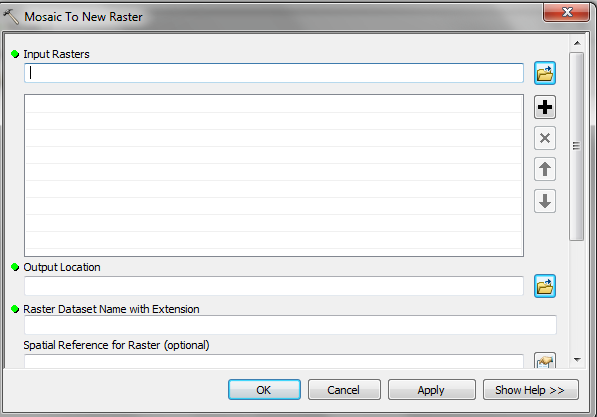 Mosaic To New Raster
Input Rasters
Output Location
Raster Dataset Name with Extension
Spatial Reference for Raster (optional)
OK Cancel Apply Show Help >>